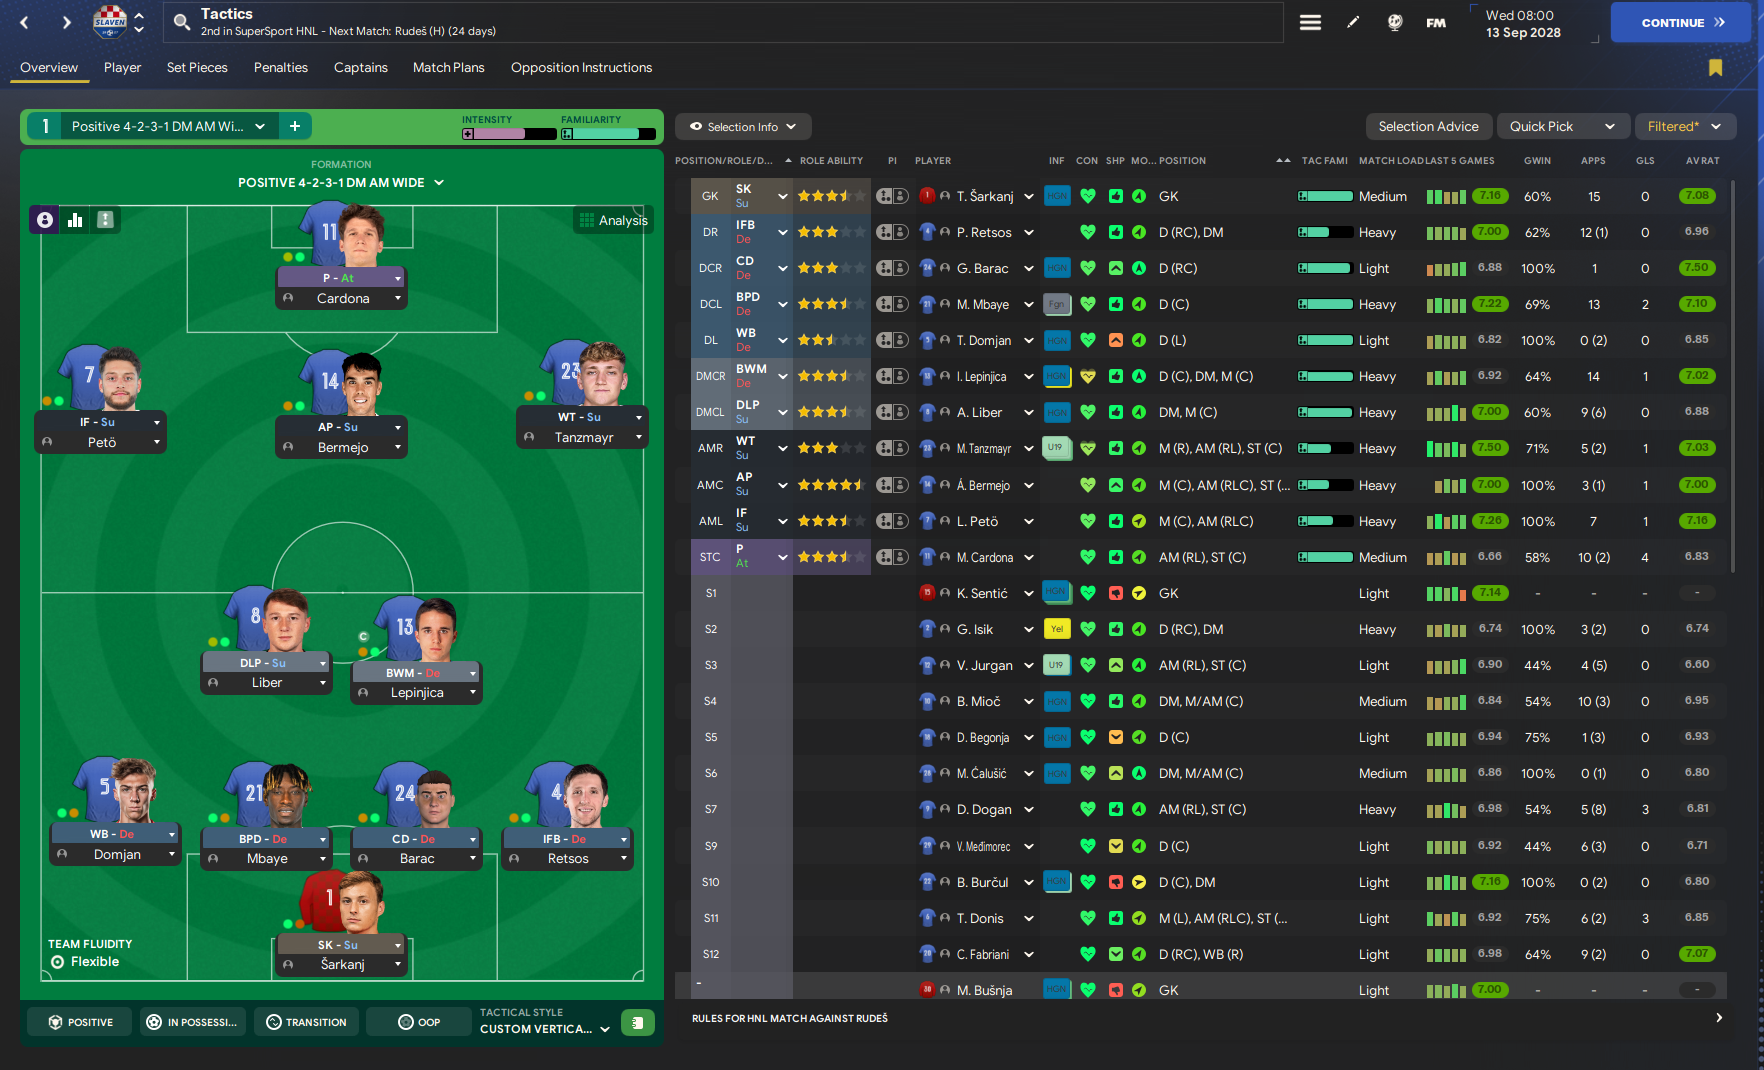 SLAVEN
Tactics
2nd in SuperSport HNL - Next Match: Rudeš (H) (24 days)
FM
Wed 08:00
13 Sep 2028
CONTINUE
Overview
Player
Set Pieces
Penalties
Captains
Match Plans
Opposition Instructions
1
Positive 4-2-3-1 DM AM Wi...
INTENSITY
FAMILIARITY
FORMATION
POSITIVE 4-2-3-1 DM AM WIDE
Analysis
11
P - At
Cardona
7
IF - Su
Petö
14
AP - Su
Bermejo
23
WT - Su
Tanzmayr
8
DLP - Su
Liber
C
13
BWM - De
Lepinjica
5
WB - De
Domjan
21
BPD - De
Mbaye
24
CD - De
Barac
4
IFB - De
Retsos
1
SK - Su
Šarkanj
TEAM FLUIDITY
Flexible
POSITIVE
IN POSSESSI...
TRANSITION
OOP
TACTICAL STYLE
CUSTOM VERTICA...
Selection Info
Selection Advice
Quick Pick
Filtered*
POSITION/ROLE/D... ROLE ABILITY PI PLAYER INF CON SHP MO... POSITION TAC FAMI MATCH LOAD LAST 5 GAMES GWIN APPS GLS AV RAT
GK SK Su T. Šarkanj HGN GK Medium 7.16 60% 15 0 7.08
DR IFB De P. Retsos D (RC), DM Heavy 7.00 62% 12 (1) 0 6.96
DCR CD De G. Barac HGN D (RC) Light 6.88 100% 1 0 7.50
DCL BPD De M. Mbaye Fgn D (C) Heavy 7.22 69% 13 2 7.10
DL WB De T. Domjan HGN D (L) Light 6.82 100% 0 (2) 0 6.85
DMCR BWM De I. Lepinjica HGN D (C), DM, M (C) Heavy 6.92 64% 14 1 7.02
DMCL DLP Su A. Liber HGN DM, M (C) Heavy 7.00 60% 9 (6) 0 6.88
AMR WT Su M. Tanzmayr U19 M (R), AM (RL), ST (C) Heavy 7.50 71% 5 (2) 1 7.03
AMC AP Su Á. Bermejo M (C), AM (RLC), ST (... Heavy 7.00 100% 3 (1) 1 7.00
AML IF Su L. Petö M (C), AM (RLC) Heavy 7.26 100% 7 1 7.16
STC P At M. Cardona AM (RL), ST (C) Medium 6.66 58% 10 (2) 4 6.83
S1 K. Sentić HGN GK Light 7.14 - - - -
S2 G. Isik Yel D (RC), DM Heavy 6.74 100% 3 (2) 0 6.74
S3 V. Jurgan U19 AM (RL), ST (C) Light 6.90 44% 4 (5) 0 6.60
S4 B. Mioč HGN DM, M/AM (C) Medium 6.84 54% 10 (3) 0 6.95
S5 D. Begonja HGN D (C) Light 6.94 75% 1 (3) 0 6.93
S6 M. Ćalušić HGN DM, M/AM (C) Medium 6.86 100% 0 (1) 0 6.80
S7 D. Dogan AM (RL), ST (C) Heavy 6.98 54% 5 (8) 3 6.81
S9 V. Međimorec D (C) Light 6.92 44% 6 (3) 0 6.71
S10 B. Burčul HGN D (C), DM Light 7.16 100% 0 (2) 0 6.80
S11 T. Donis M (L), AM (RLC), ST (... Light 6.92 75% 6 (2) 3 6.85
S12 C. Fabriani D (RC), WB (R) Light 6.98 64% 9 (2) 0 7.07
- M. Bušnja HGN GK Light 7.00 - - - -
RULES FOR HNL MATCH AGAINST RUDEŠ